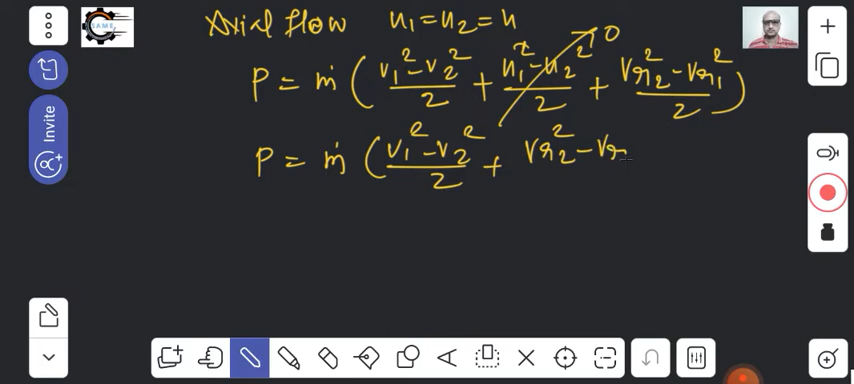 Axial flow u₁ = u₂ = u
P = ṁ ( (V₁² − V₂²)/2 + (u₁² − u₂²)/2 → 0 + (Vr₂² − Vr₁²)/2 )
P = ṁ ( (V₁² − V₂²)/2 + Vr₂² − Vr
Invite
GAME